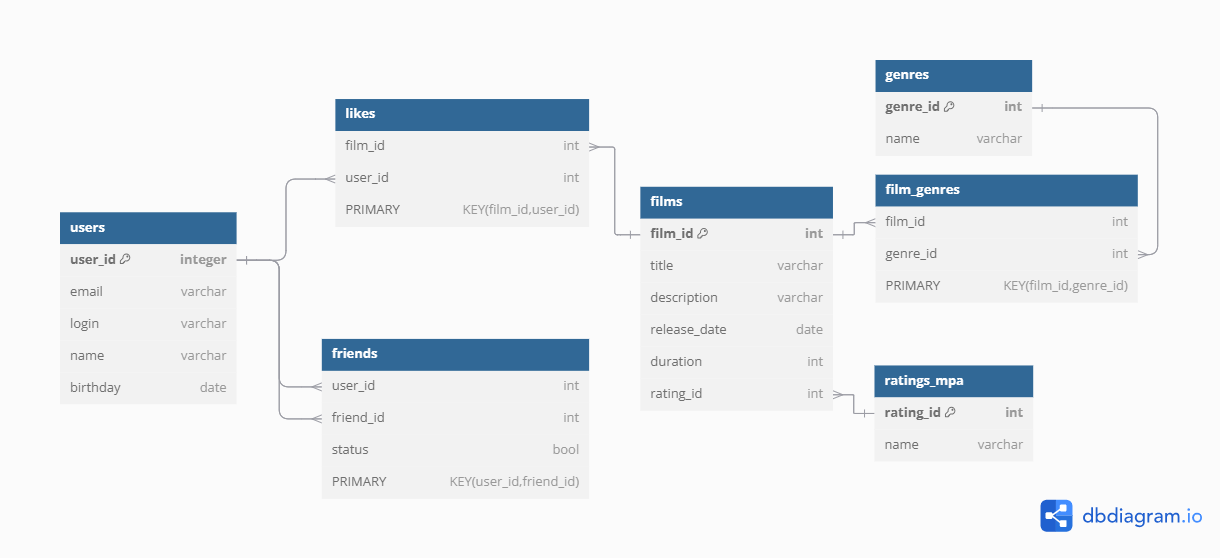 users
user_id integer
email varchar
login varchar
name varchar
birthday date
likes
film_id int
user_id int
PRIMARY KEY(film_id,user_id)
friends
user_id int
friend_id int
status bool
PRIMARY KEY(user_id,friend_id)
films
film_id int
title varchar
description varchar
release_date date
duration int
rating_id int
genres
genre_id int
name varchar
film_genres
film_id int
genre_id int
PRIMARY KEY(film_id,genre_id)
ratings_mpa
rating_id int
name varchar
dbdiagram.io